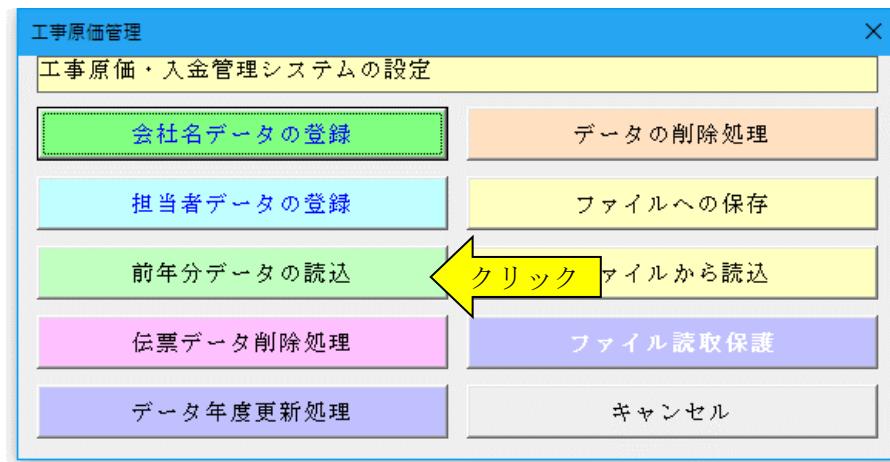 工事原価管理
工事原価・入金管理システムの設定
会社名データの登録
データの削除処理
担当者データの登録
ファイルへの保存
前年分データの読込
クリック
ァイルから読込
伝票データ削除処理
ファイル読取保護
データ年度更新処理
キャンセル